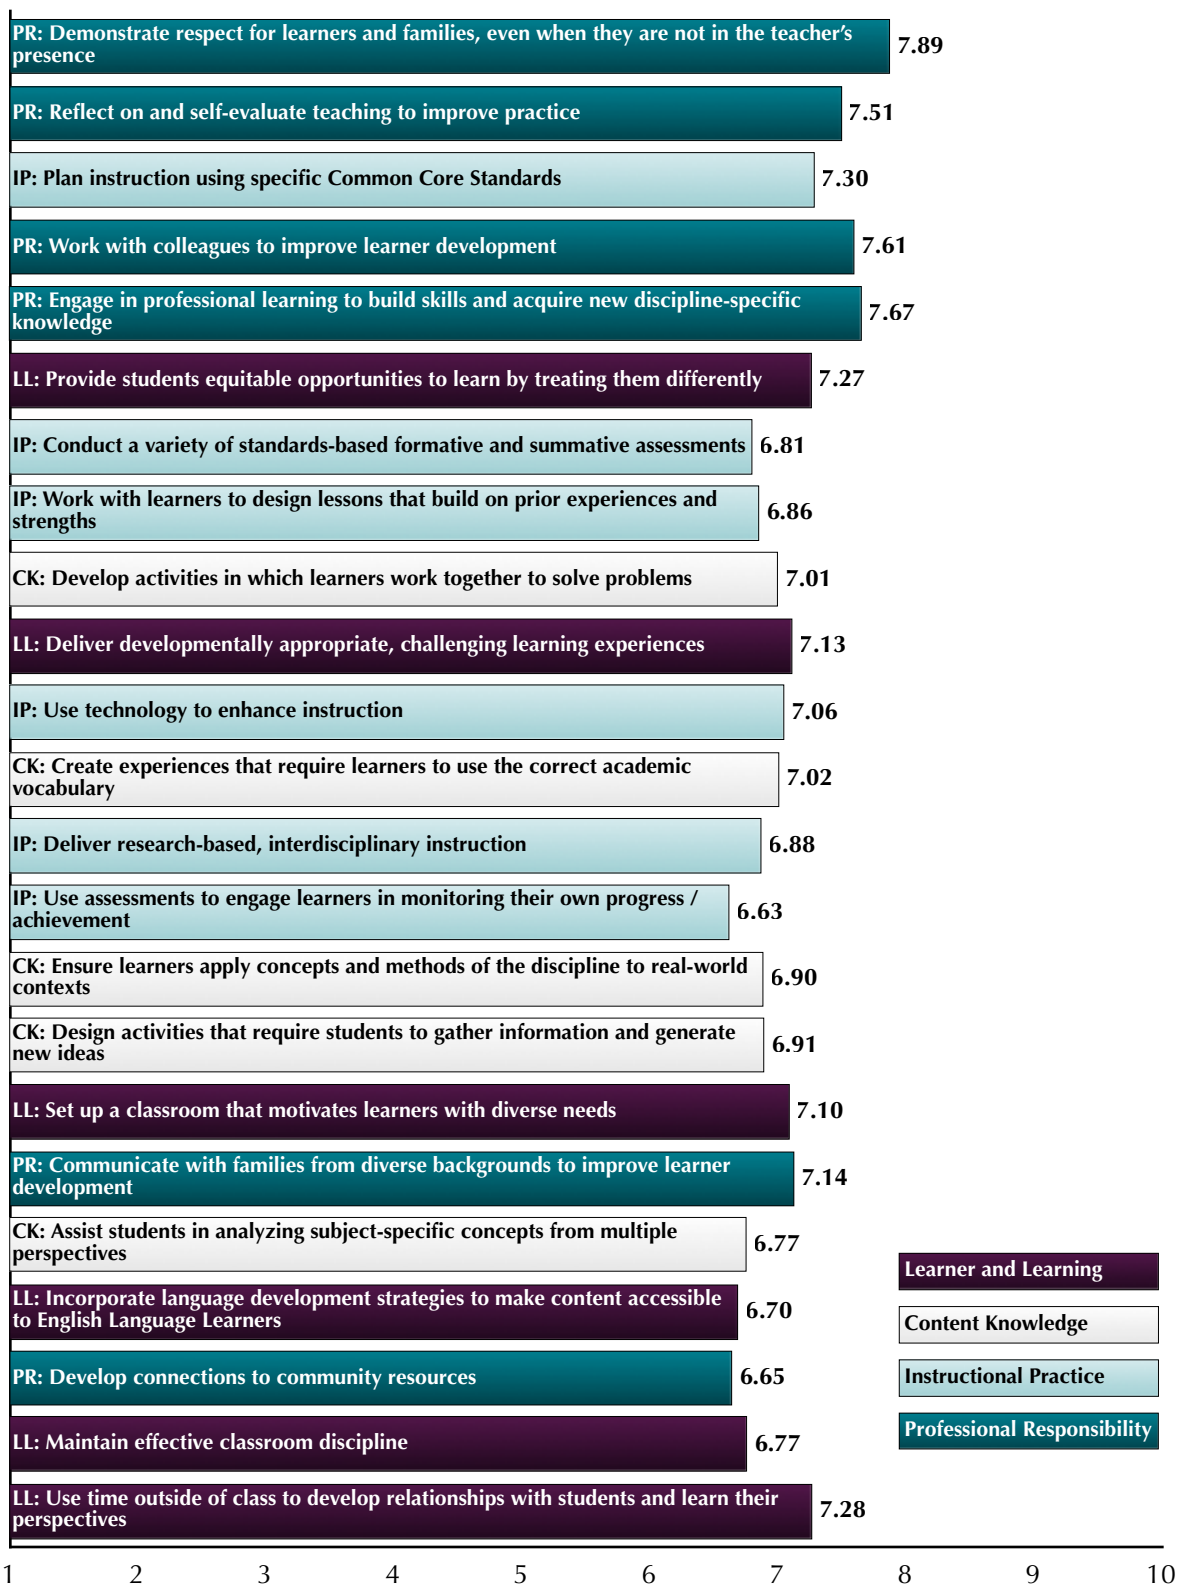 PR: Demonstrate respect for learners and families, even when they are not in the teacher’s
presence
7.89
PR: Reflect on and self-evaluate teaching to improve practice
7.51
IP: Plan instruction using specific Common Core Standards
7.30
PR: Work with colleagues to improve learner development
7.61
PR: Engage in professional learning to build skills and acquire new discipline-specific
knowledge
7.67
LL: Provide students equitable opportunities to learn by treating them differently
7.27
IP: Conduct a variety of standards-based formative and summative assessments
6.81
IP: Work with learners to design lessons that build on prior experiences and
strengths
6.86
CK: Develop activities in which learners work together to solve problems
7.01
LL: Deliver developmentally appropriate, challenging learning experiences
7.13
IP: Use technology to enhance instruction
7.06
CK: Create experiences that require learners to use the correct academic
vocabulary
7.02
IP: Deliver research-based, interdisciplinary instruction
6.88
IP: Use assessments to engage learners in monitoring their own progress /
achievement
6.63
CK: Ensure learners apply concepts and methods of the discipline to real-world
contexts
6.90
CK: Design activities that require students to gather information and generate
new ideas
6.91
LL: Set up a classroom that motivates learners with diverse needs
7.10
PR: Communicate with families from diverse backgrounds to improve learner
development
7.14
CK: Assist students in analyzing subject-specific concepts from multiple
perspectives
6.77
LL: Incorporate language development strategies to make content accessible
to English Language Learners
6.70
PR: Develop connections to community resources
6.65
LL: Maintain effective classroom discipline
6.77
LL: Use time outside of class to develop relationships with students and learn their
perspectives
7.28
Learner and Learning
Content Knowledge
Instructional Practice
Professional Responsibility
1 2 3 4 5 6 7 8 9 10